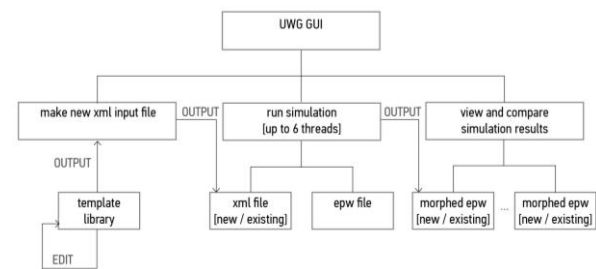 UWG GUI
make new xml input file
OUTPUT
run simulation
[up to 6 threads]
OUTPUT
view and compare
simulation results
OUTPUT
template
library
EDIT
xml file
[new / existing]
epw file
morphed epw
[new / existing]
...
morphed epw
[new / existing]